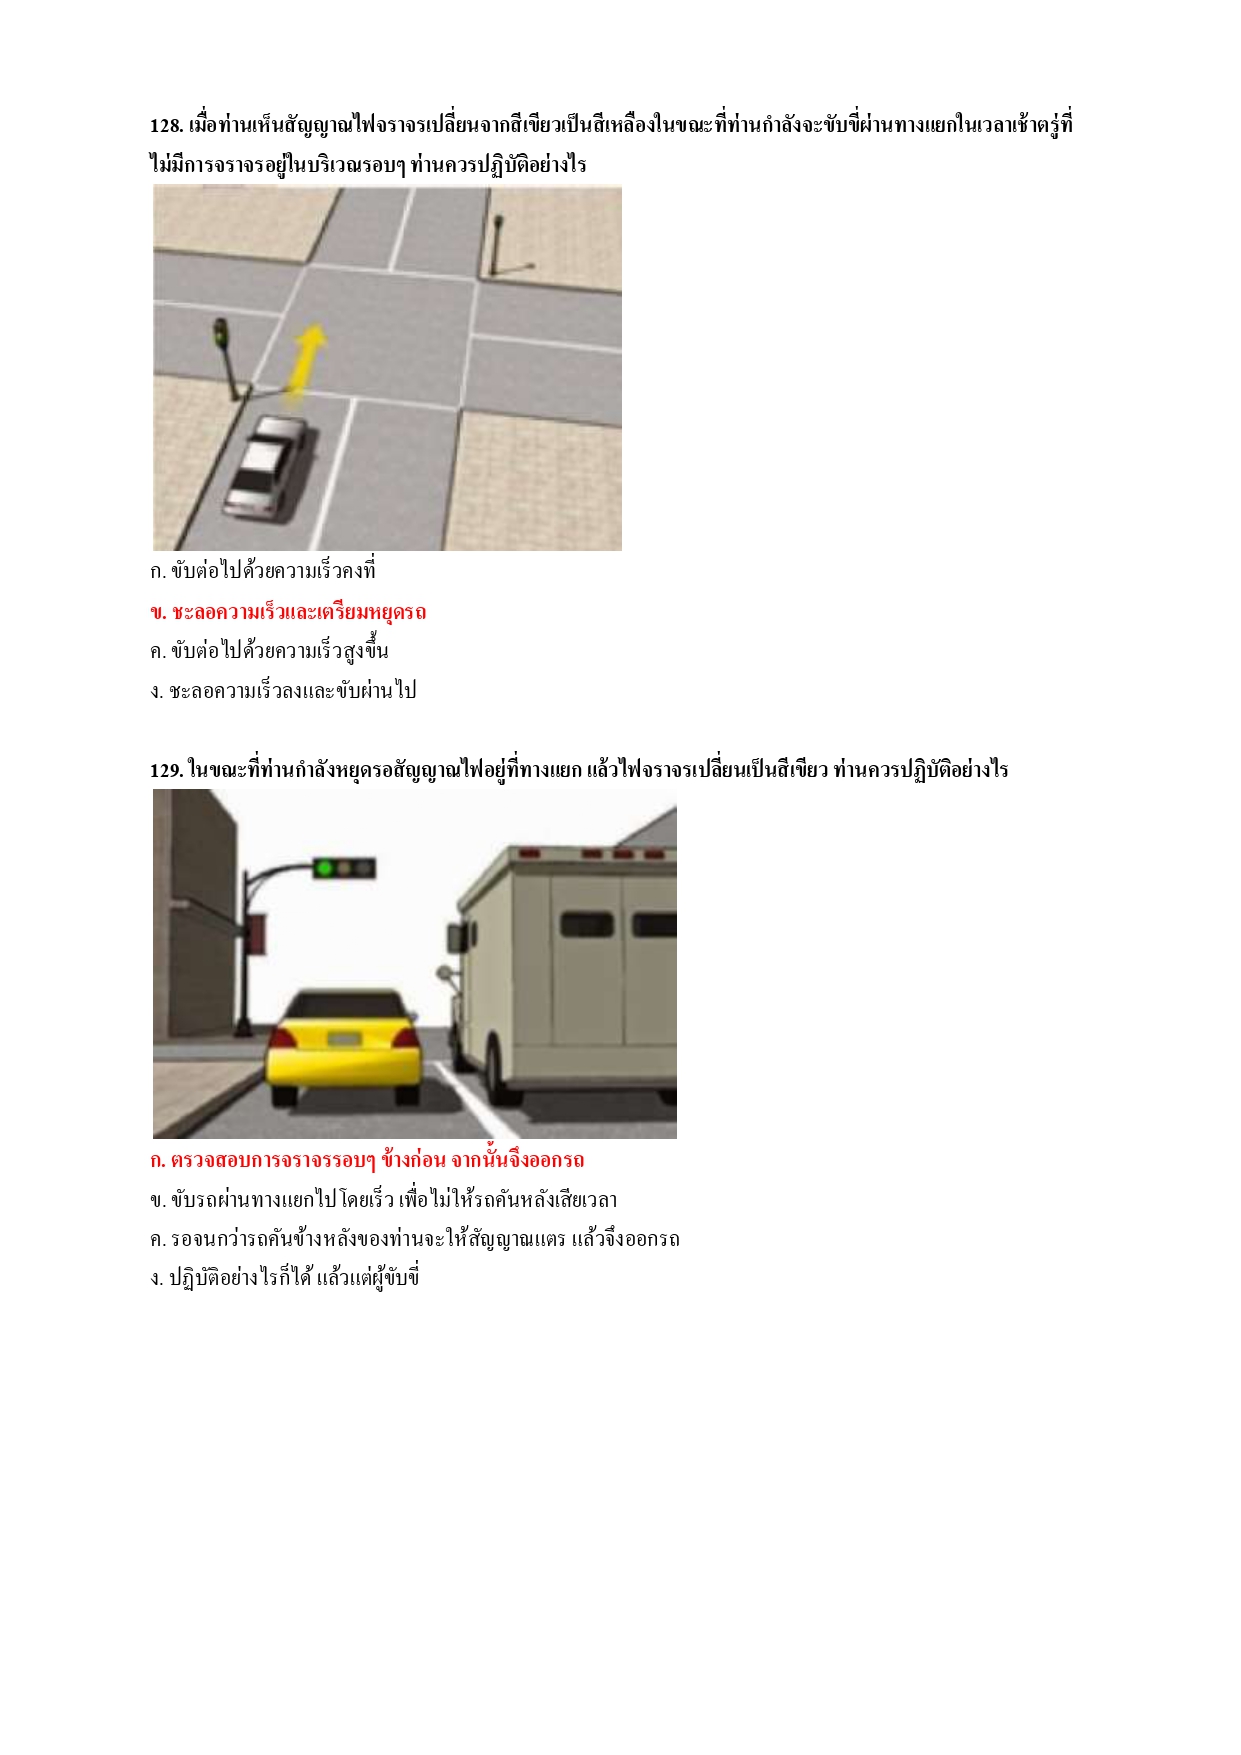 128. เมื่อท่านเห็นสัญญาณไฟจราจรเปลี่ยนจากสีเขียวเป็นสีเหลืองในขณะที่ท่านกำลังจะขับขี่ผ่านทางแยกในเวลาเช้าตรู่ที่
ไม่มีการจราจรอยู่ในบริเวณรอบๆ ท่านควรปฏิบัติอย่างไร
ก. ขับต่อไปด้วยความเร็วคงที่
ข. ชะลอความเร็วและเตรียมหยุดรถ
ค. ขับต่อไปด้วยความเร็วสูงขึ้น
ง. ชะลอความเร็วลงและขับผ่านไป
129. ในขณะที่ท่านกำลังหยุดรอสัญญาณไฟอยู่ที่ทางแยก แล้วไฟจราจรเปลี่ยนเป็นสีเขียว ท่านควรปฏิบัติอย่างไร
ก. ตรวจสอบการจราจรรอบๆ ข้างก่อน จากนั้นจึงออกรถ
ข. ขับรถผ่านทางแยกไปโดยเร็ว เพื่อไม่ให้รถคันหลังเสียเวลา
ค. รอจนกว่ารถคันข้างหลังของท่านจะให้สัญญาณแตร แล้วจึงออกรถ
ง. ปฏิบัติอย่างไรก็ได้ แล้วแต่ผู้ขับขี่